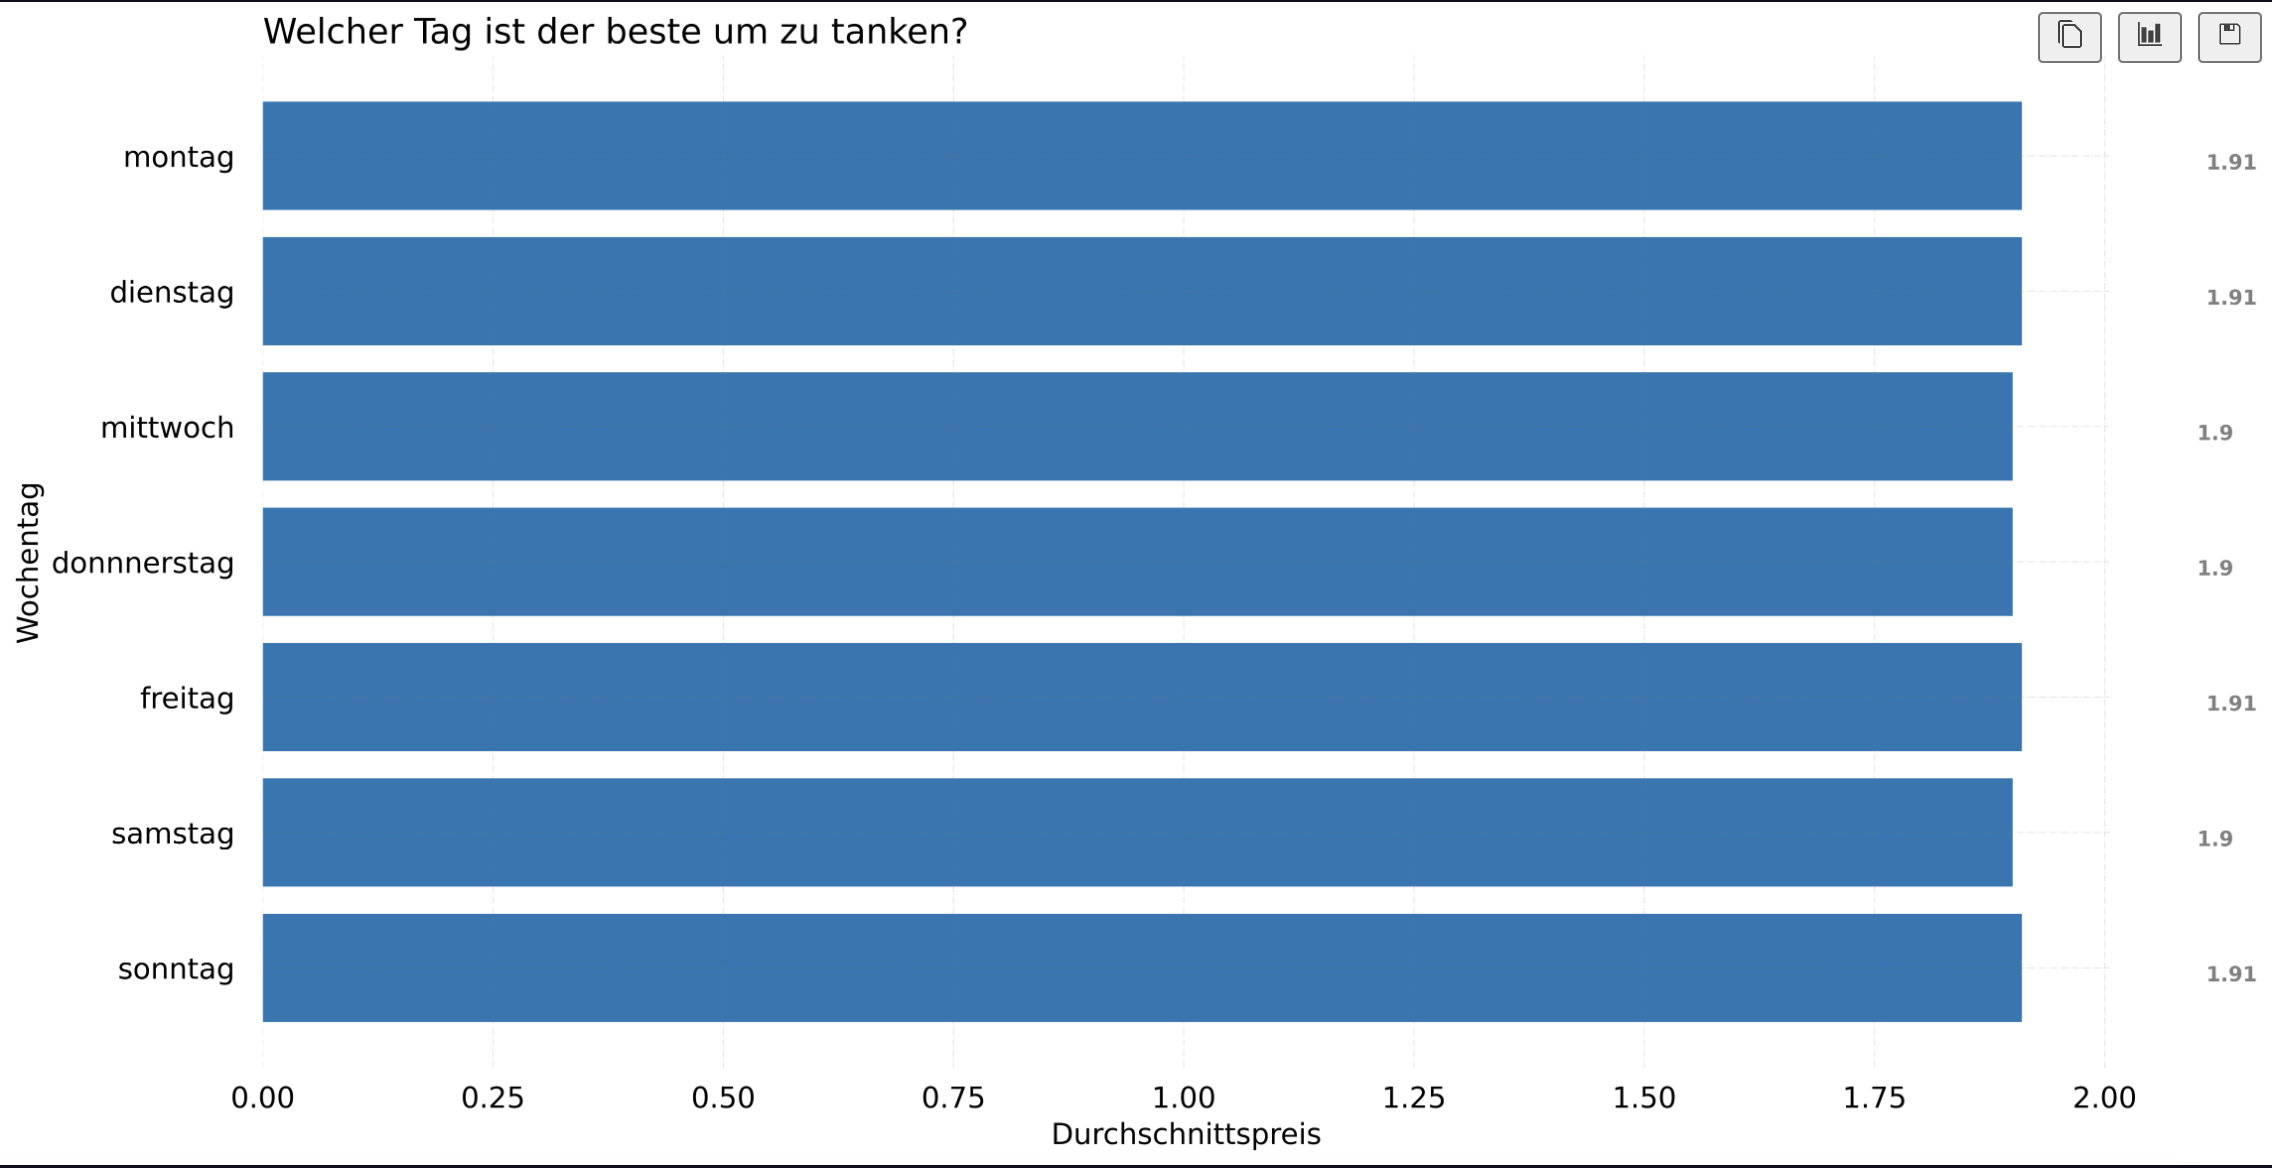 Welcher Tag ist der beste um zu tanken?
Wochentag
montag
1.91
dienstag
1.91
mittwoch
1.9
donnnerstag
1.9
freitag
1.91
samstag
1.9
sonntag
1.91
0.00 0.25 0.50 0.75 1.00 1.25 1.50 1.75 2.00
Durchschnittspreis